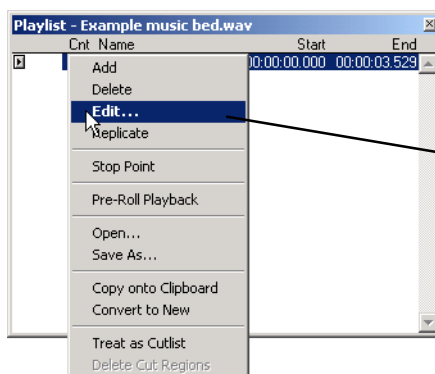 Playlist - Example music bed.wav
Cnt Name Start End
00:00:00.000 00:00:03.529
Add
Delete
Edit...
Replicate
Stop Point
Pre-Roll Playback
Open...
Save As...
Copy onto Clipboard
Convert to New
Treat as Cutlist
Delete Cut Regions